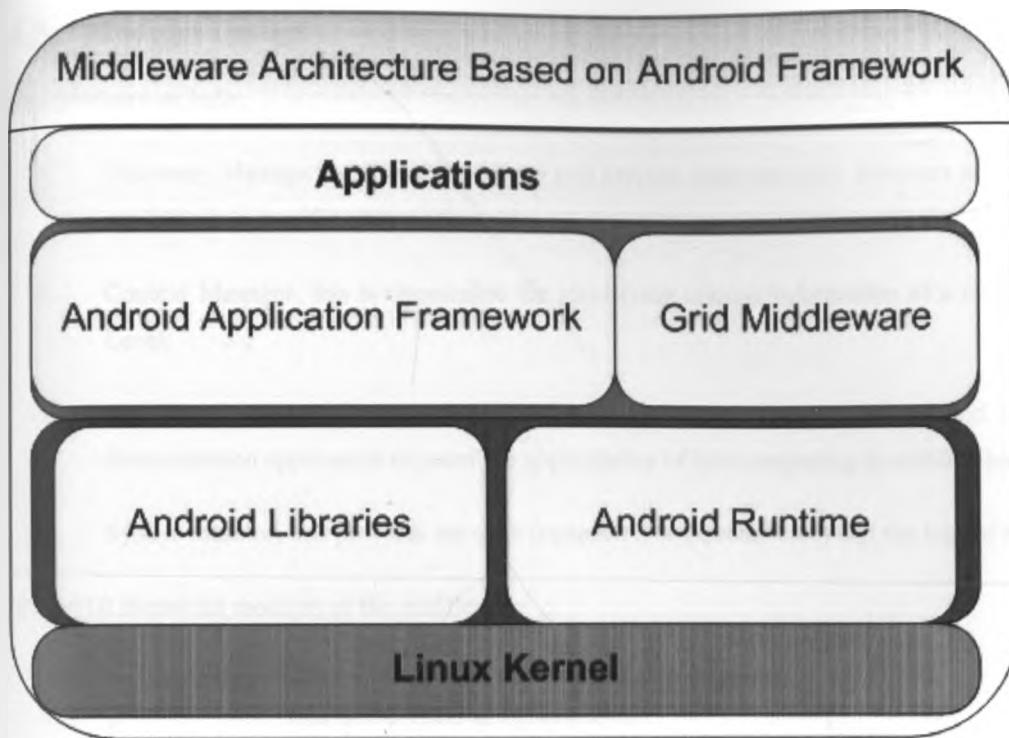 Middleware Architecture Based on Android Framework
Applications
Android Application Framework
Grid Middleware
Android Libraries
Android Runtime
Linux Kernel